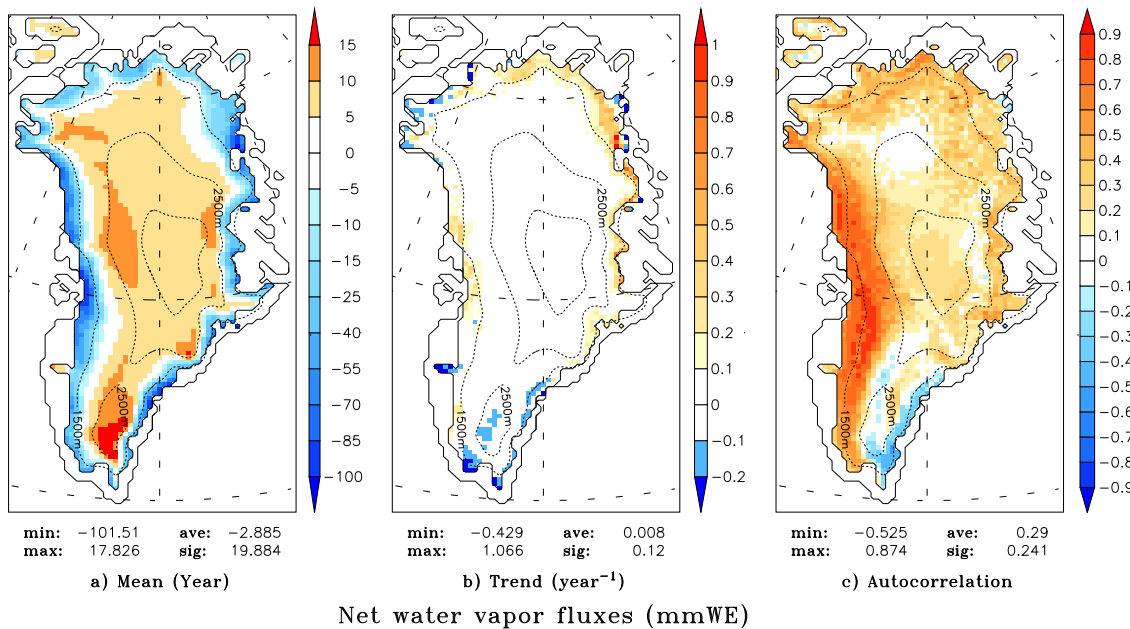 15
10
5
0
−5
−10
−15
−25
−40
−55
−70
−85
−100
2500m
2500m
1500m
1
0.9
0.8
0.7
0.6
0.5
0.4
0.3
0.2
0.1
0
−0.1
−0.2
2500m
2500m
1500m
0.9
0.8
0.7
0.6
0.5
0.4
0.3
0.2
0.1
0
−0.1
−0.2
−0.3
−0.4
−0.5
−0.6
−0.7
−0.8
−0.9
2500m
2500m
1500m
min: −101.51 ave: −2.885
max: 17.826 sig: 19.884
a) Mean (Year)
min: −0.429 ave: 0.008
max: 1.066 sig: 0.12
b) Trend (year⁻¹)
min: −0.525 ave: 0.29
max: 0.874 sig: 0.241
c) Autocorrelation
Net water vapor fluxes (mmWE)